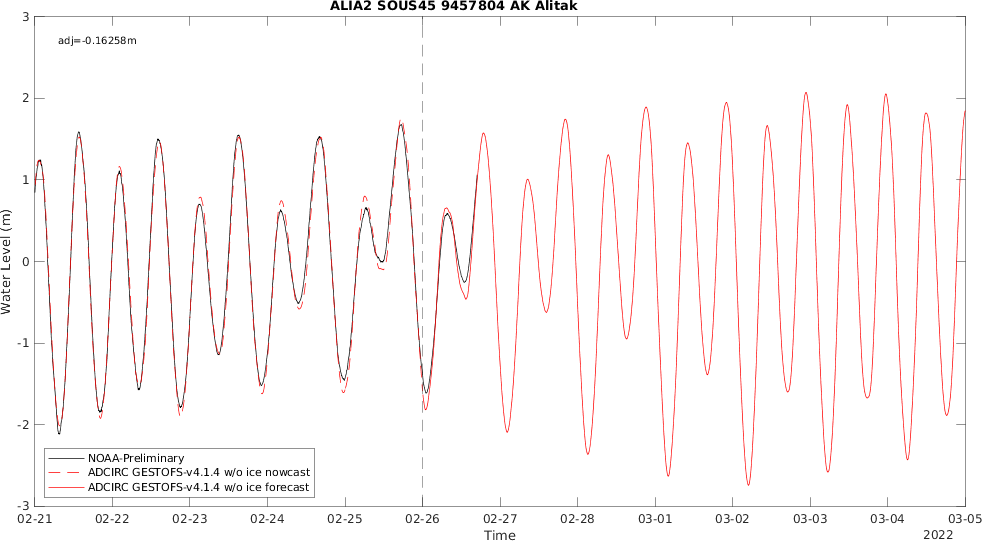 ALIA2 SOUS45 9457804 AK Alitak
adj=-0.16258m
3
2
1
0
-1
-2
-3
Water Level (m)
NOAA-Preliminary
ADCIRC GESTOFS-v4.1.4 w/o ice nowcast
ADCIRC GESTOFS-v4.1.4 w/o ice forecast
02-21 02-22 02-23 02-24 02-25 02-26 02-27 02-28 03-01 03-02 03-03 03-04 03-05
Time
2022